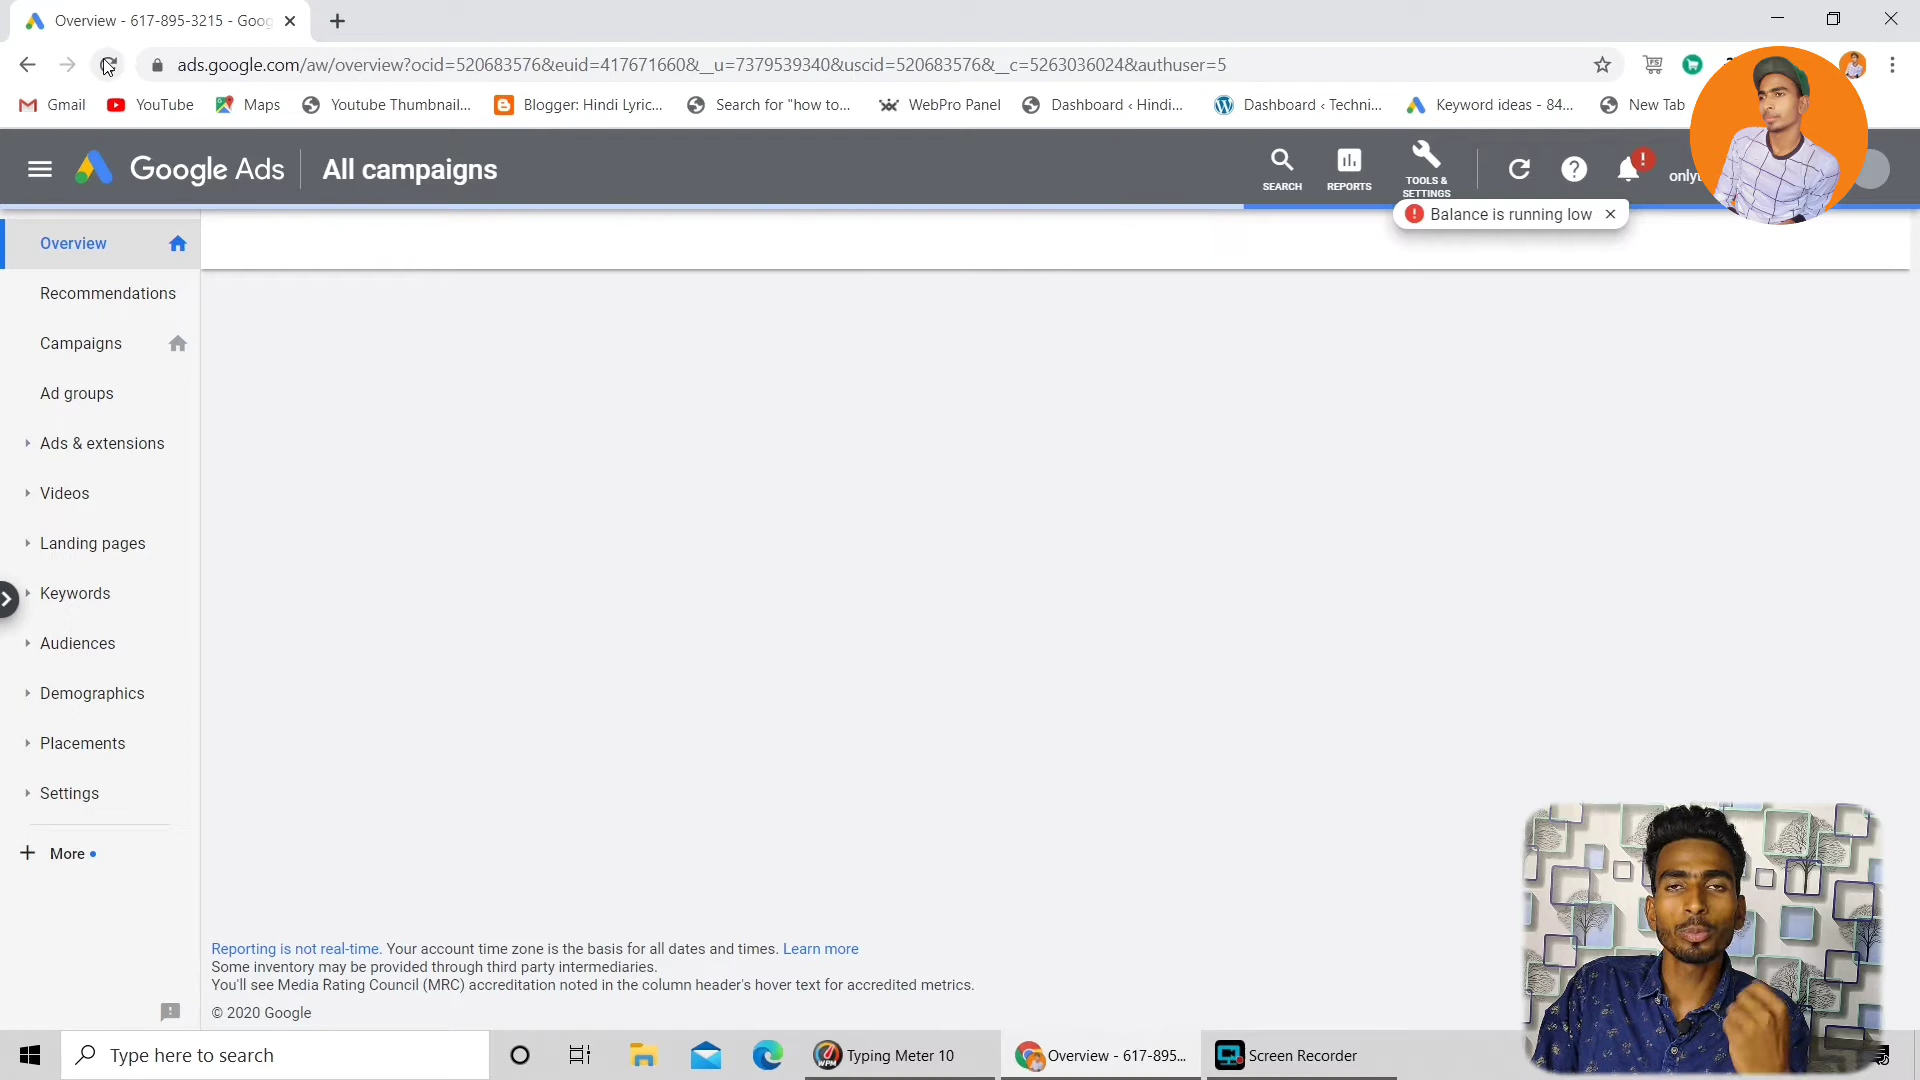 Overview - 617-895-3215 - Goog
ads.google.com/aw/overview?ocid=520683576&euid=417671660&__u=7379539340&uscid=520683576&__c=5263036024&authuser=5
Gmail YouTube Maps Youtube Thumbnail... Blogger: Hindi Lyric... Search for "how to... WebPro Panel Dashboard ‹ Hindi... Dashboard ‹ Techni... Keyword ideas - 84... New Tab
Google Ads All campaigns
SEARCH REPORTS TOOLS & SETTINGS
Balance is running low
Overview
Recommendations
Campaigns
Ad groups
Ads & extensions
Videos
Landing pages
Keywords
Audiences
Demographics
Placements
Settings
More
Reporting is not real-time. Your account time zone is the basis for all dates and times. Learn more
Some inventory may be provided through third party intermediaries.
You'll see Media Rating Council (MRC) accreditation noted in the column header's hover text for accredited metrics.
© 2020 Google
Type here to search Typing Meter 10 Overview - 617-895... Screen Recorder